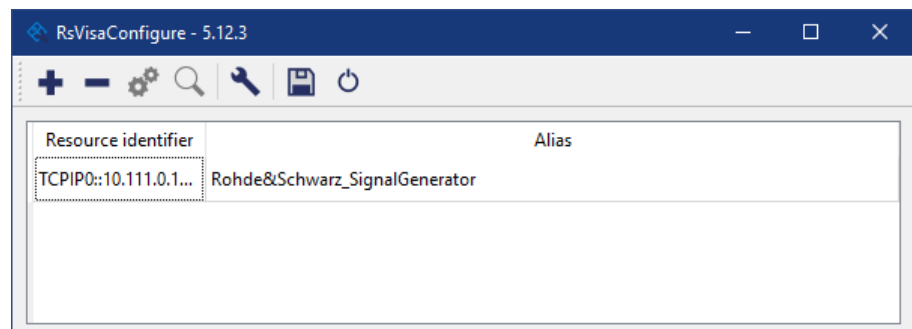 RsVisaConfigure - 5.12.3
Resource identifier Alias
TCPIP0::10.111.0.1... Rohde&Schwarz_SignalGenerator